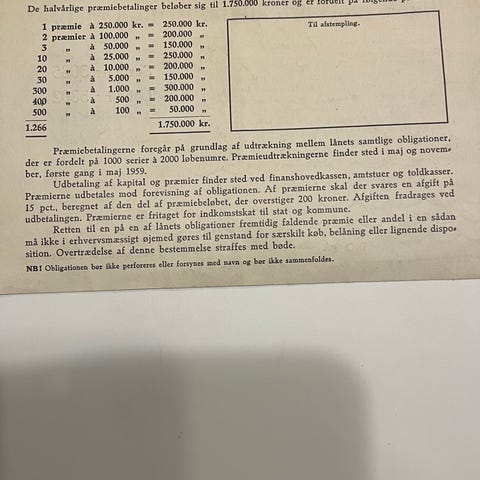 De halvårlige præmiebetalinger beløber sig til 1.750.000 kroner og er fordelt på følgende
1 præmie à 250.000 kr. = 250.000 kr.
2 præmier à 100.000 „ = 200.000 „
3 „ à 50.000 „ = 150.000 „
10 „ à 25.000 „ = 250.000 „
20 „ à 10.000 „ = 200.000 „
30 „ à 5.000 „ = 150.000 „
300 „ à 1.000 „ = 300.000 „
400 „ à 500 „ = 200.000 „
500 „ à 100 „ = 50.000 „
1.266 1.750.000 kr.
Til afstempling.
Præmiebetalingerne foregår på grundlag af udtrækning mellem lånets samtlige obligationer,
der er fordelt på 1000 serier à 2000 løbenumre. Præmieudtrækningerne finder sted i maj og novem-
ber, første gang i maj 1959.
Udbetaling af kapital og præmier finder sted ved finanshovedkassen, amtstuer og toldkasser.
Præmierne udbetales mod forevisning af obligationen. Af præmierne skal der svares en afgift på
15 pct., beregnet af den del af præmiebeløbet, der overstiger 200 kroner. Afgiften fradrages ved
udbetalingen. Præmierne er fritaget for indkomstskat til stat og kommune.
Retten til en på en af lånets obligationer fremtidig faldende præmie eller andel i en sådan
må ikke i erhvervsmæssigt øjemed gøres til genstand for særskilt køb, belåning eller lignende dispo-
sition. Overtrædelse af denne bestemmelse straffes med bøde.
NB! Obligationen bør ikke perforeres eller forsynes med navn og bør ikke sammenfoldes.